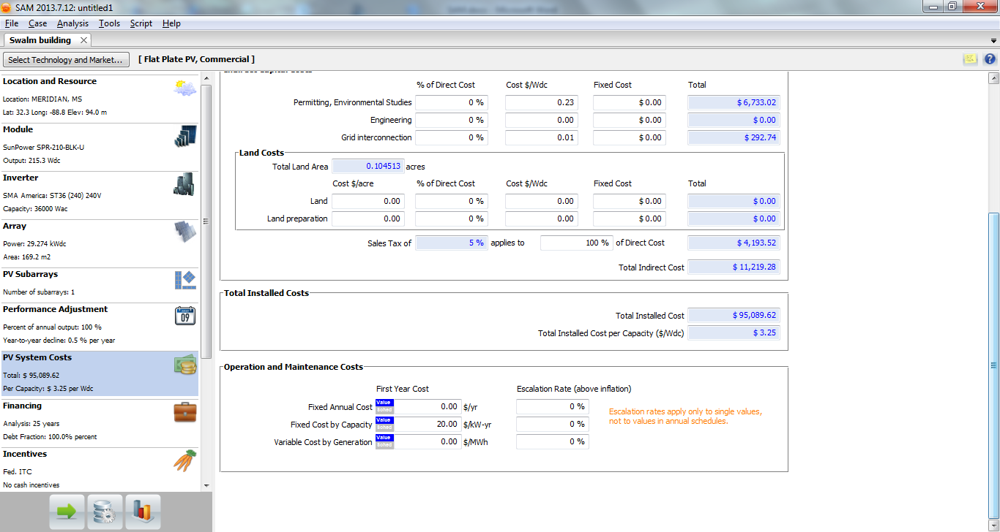 SAM 2013.7.12: untitled1
File Case Analysis Tools Script Help
Swalm building
Select Technology and Market... [ Flat Plate PV, Commercial ]
Location and Resource
Location: MERIDIAN, MS
Lat: 32.3 Long: -88.8 Elev: 94.0 m
Module
SunPower SPR-210-BLK-U
Output: 215.3 Wdc
Inverter
SMA America: ST36 (240) 240V
Capacity: 36000 Wac
Array
Power: 29.274 kWdc
Area: 169.2 m2
PV Subarrays
Number of subarrays: 1
Performance Adjustment
Percent of annual output: 100 %
Year-to-year decline: 0.5 % per year
09
PV System Costs
Total: $ 95,089.62
Per Capacity: $ 3.25 per Wdc
Financing
Analysis: 25 years
Debt Fraction: 100.0% percent
Incentives
Fed. ITC
No cash incentives
% of Direct Cost Cost $/Wdc Fixed Cost Total
Permitting, Environmental Studies 0 % 0.23 $ 0.00 $ 6,733.02
Engineering 0 % 0.00 $ 0.00 $ 0.00
Grid interconnection 0 % 0.01 $ 0.00 $ 292.74
Land Costs
Total Land Area 0.104513 acres
Cost $/acre % of Direct Cost Cost $/Wdc Fixed Cost Total
Land 0.00 0 % 0.00 $ 0.00 $ 0.00
Land preparation 0.00 0 % 0.00 $ 0.00 $ 0.00
Sales Tax of 5 % applies to 100 % of Direct Cost $ 4,193.52
Total Indirect Cost $ 11,219.28
Total Installed Costs
Total Installed Cost $ 95,089.62
Total Installed Cost per Capacity ($/Wdc) $ 3.25
Operation and Maintenance Costs
First Year Cost Escalation Rate (above inflation)
Fixed Annual Cost Value Sched 0.00 $/yr 0 %
Fixed Cost by Capacity Value Sched 20.00 $/kW-yr 0 %
Variable Cost by Generation Value Sched 0.00 $/MWh 0 %
Escalation rates apply only to single values,
not to values in annual schedules.